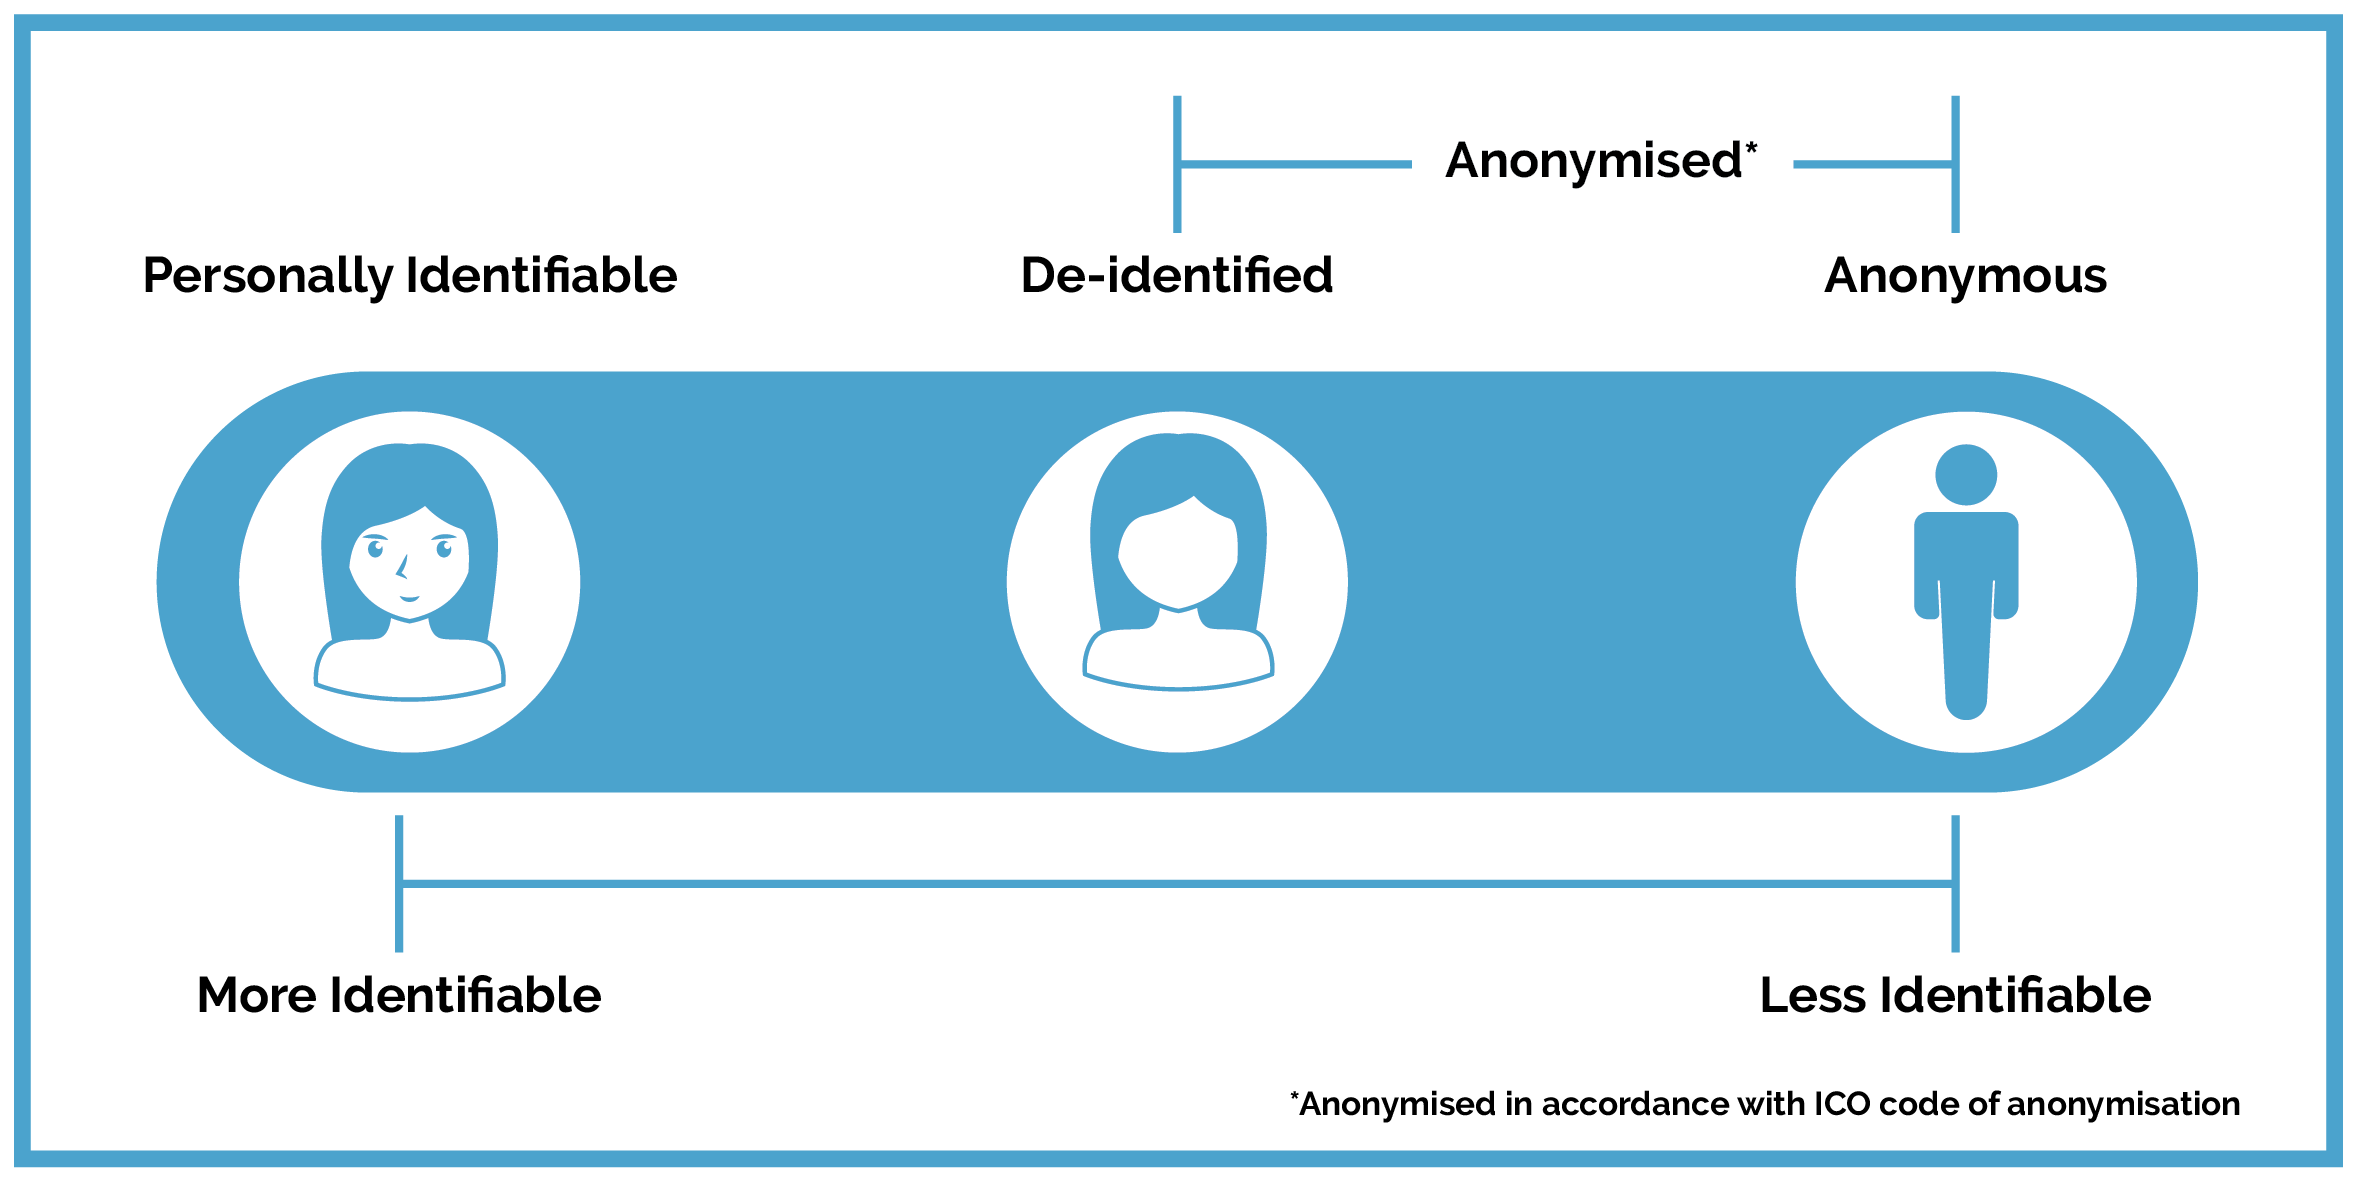 Anonymised*
Personally Identifiable
De-identified
Anonymous
More Identifiable
Less Identifiable
*Anonymised in accordance with ICO code of anonymisation